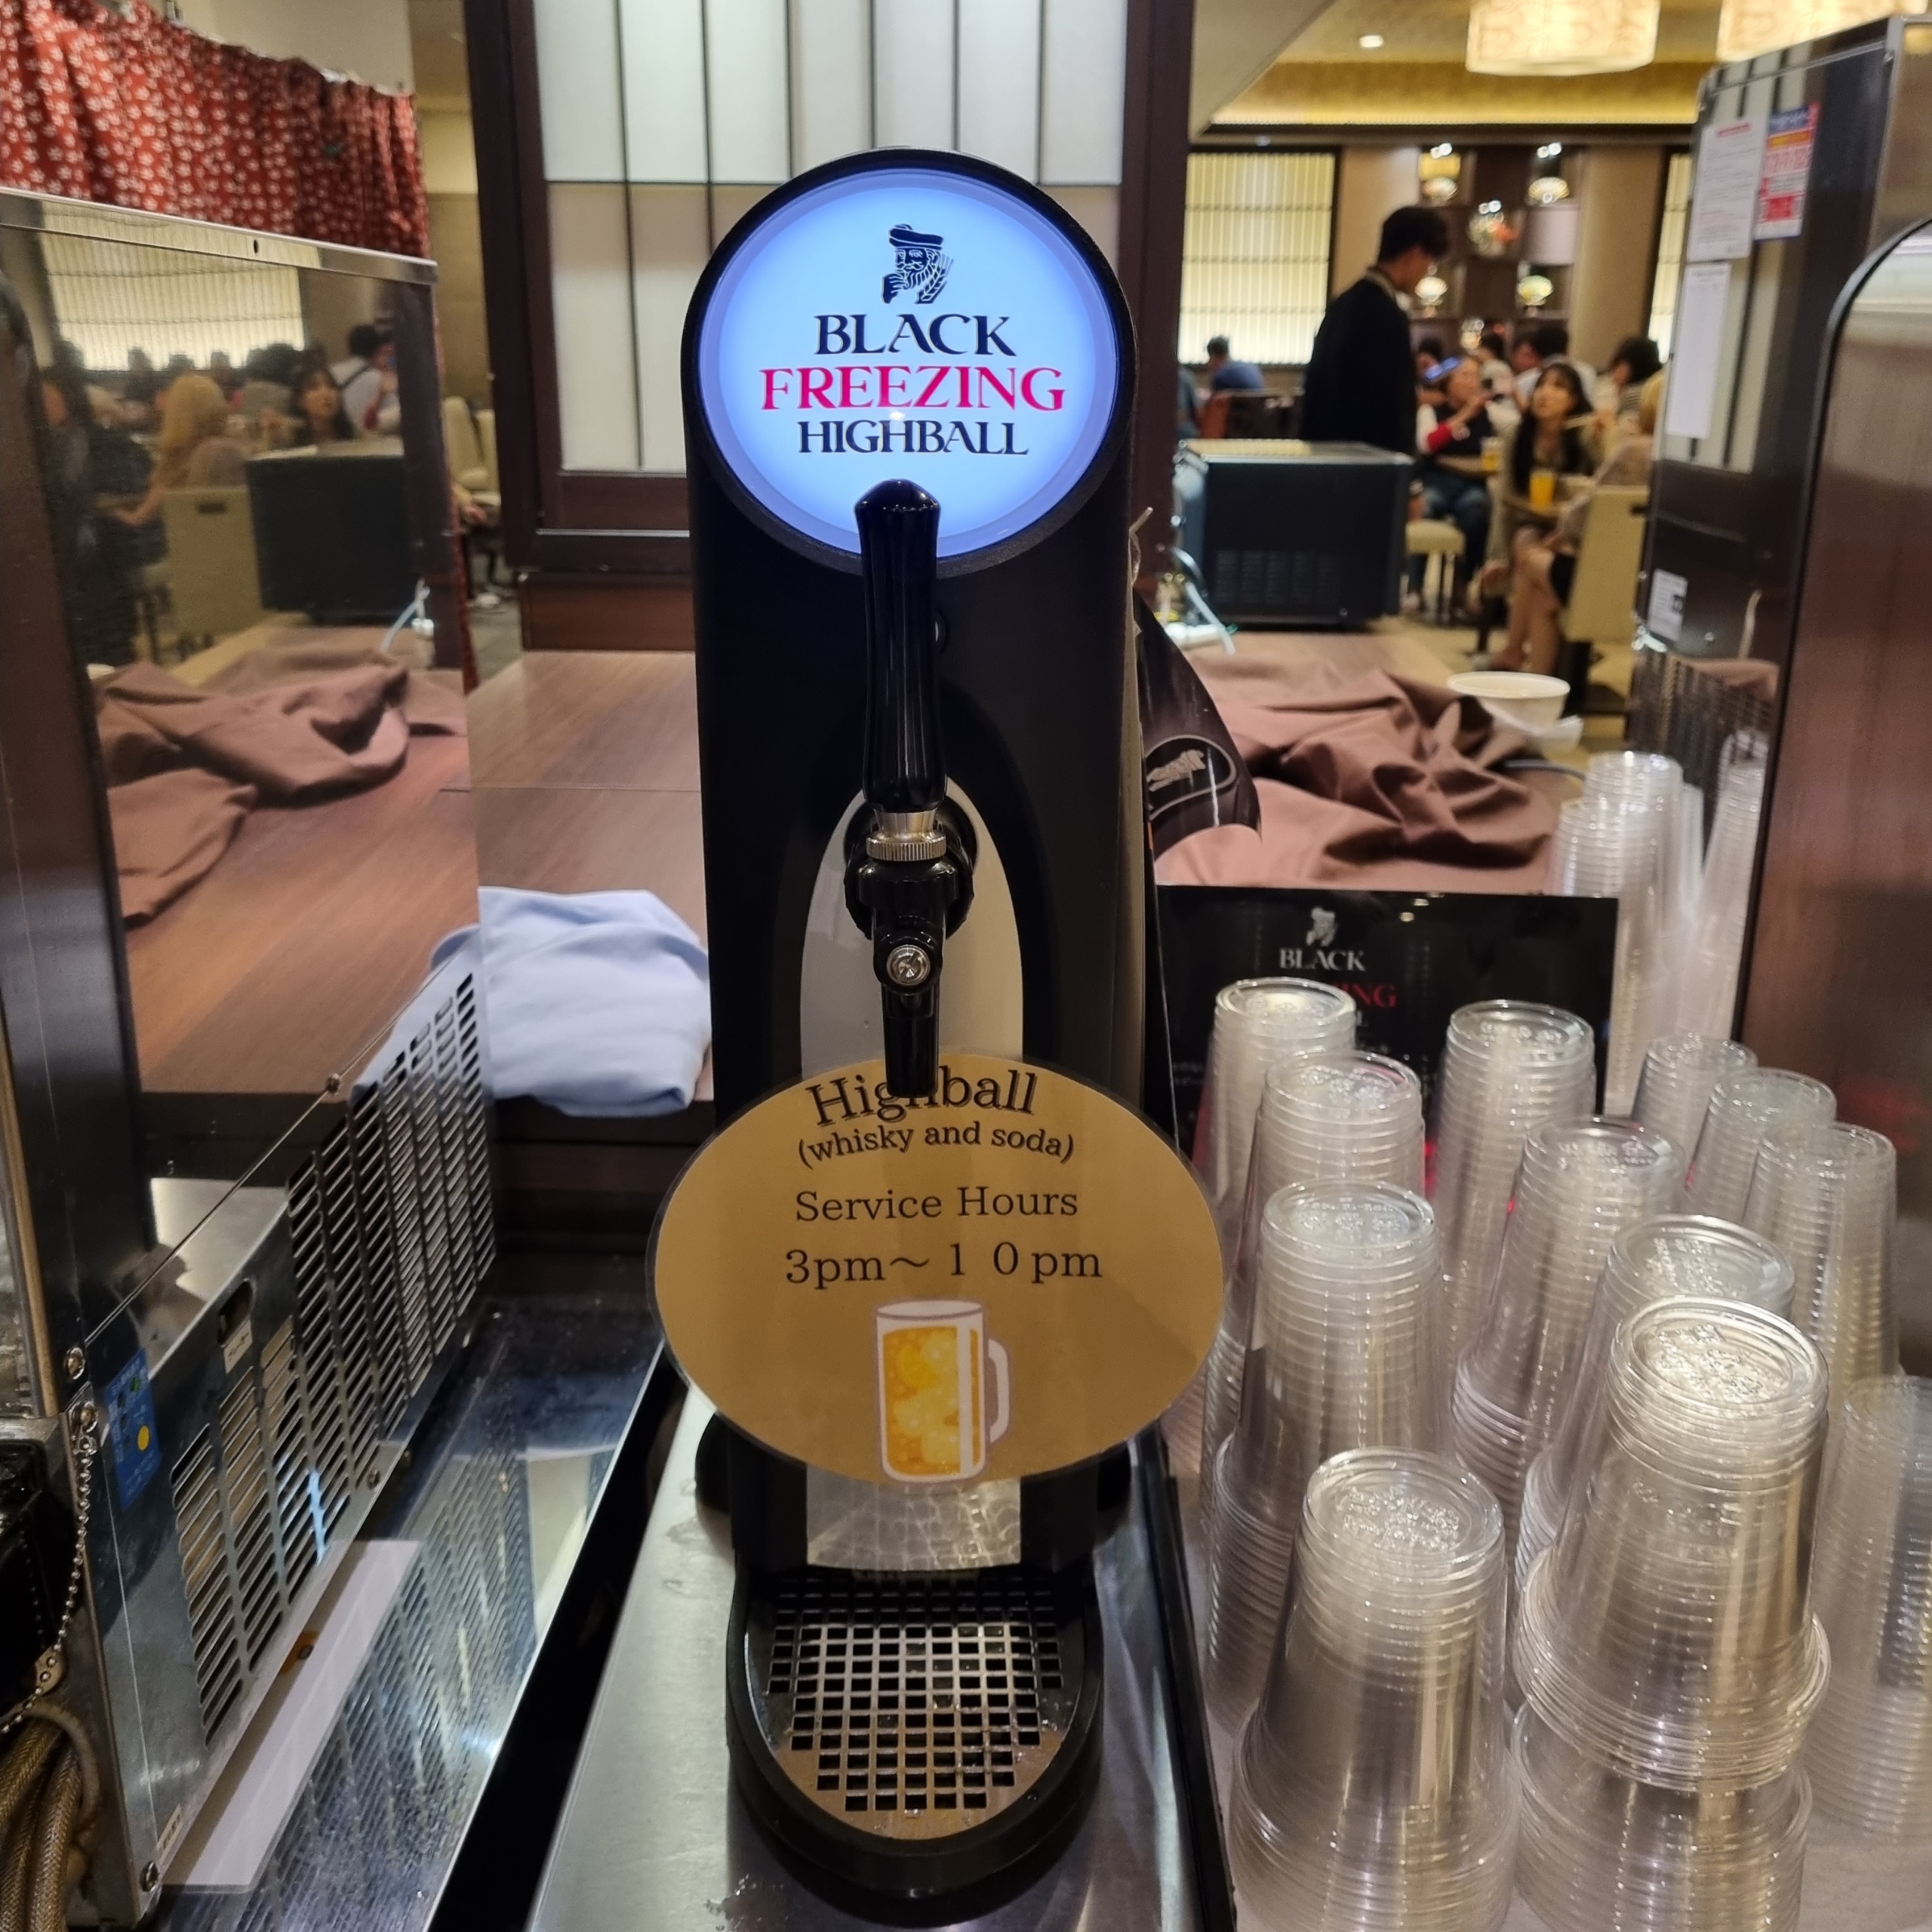 BLACK
FREEZING
HIGHBALL
Highball
(whisky and soda)
Service Hours
3pm～１０pm
BLACK